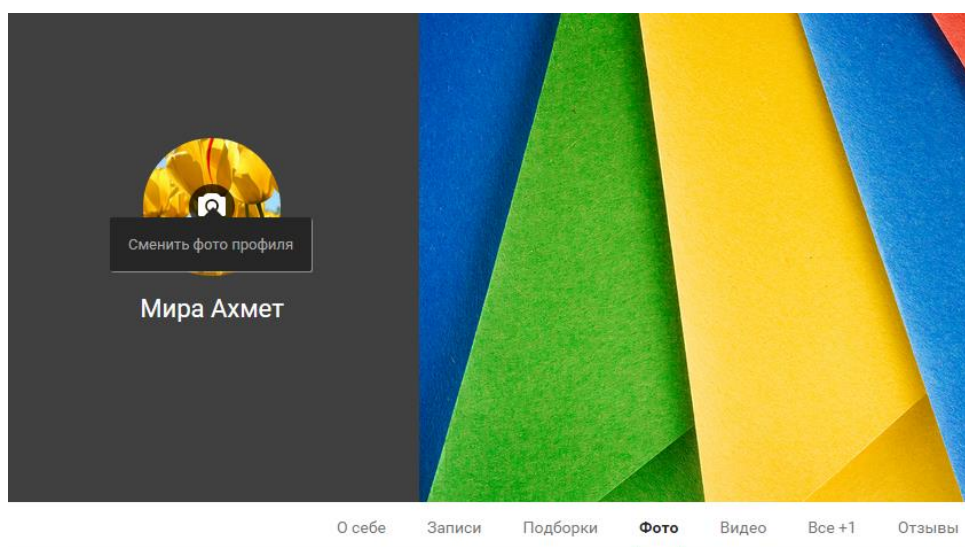 Сменить фото профиля
Мира Ахмет
О себе Записи Подборки Фото Видео Все +1 Отзывы